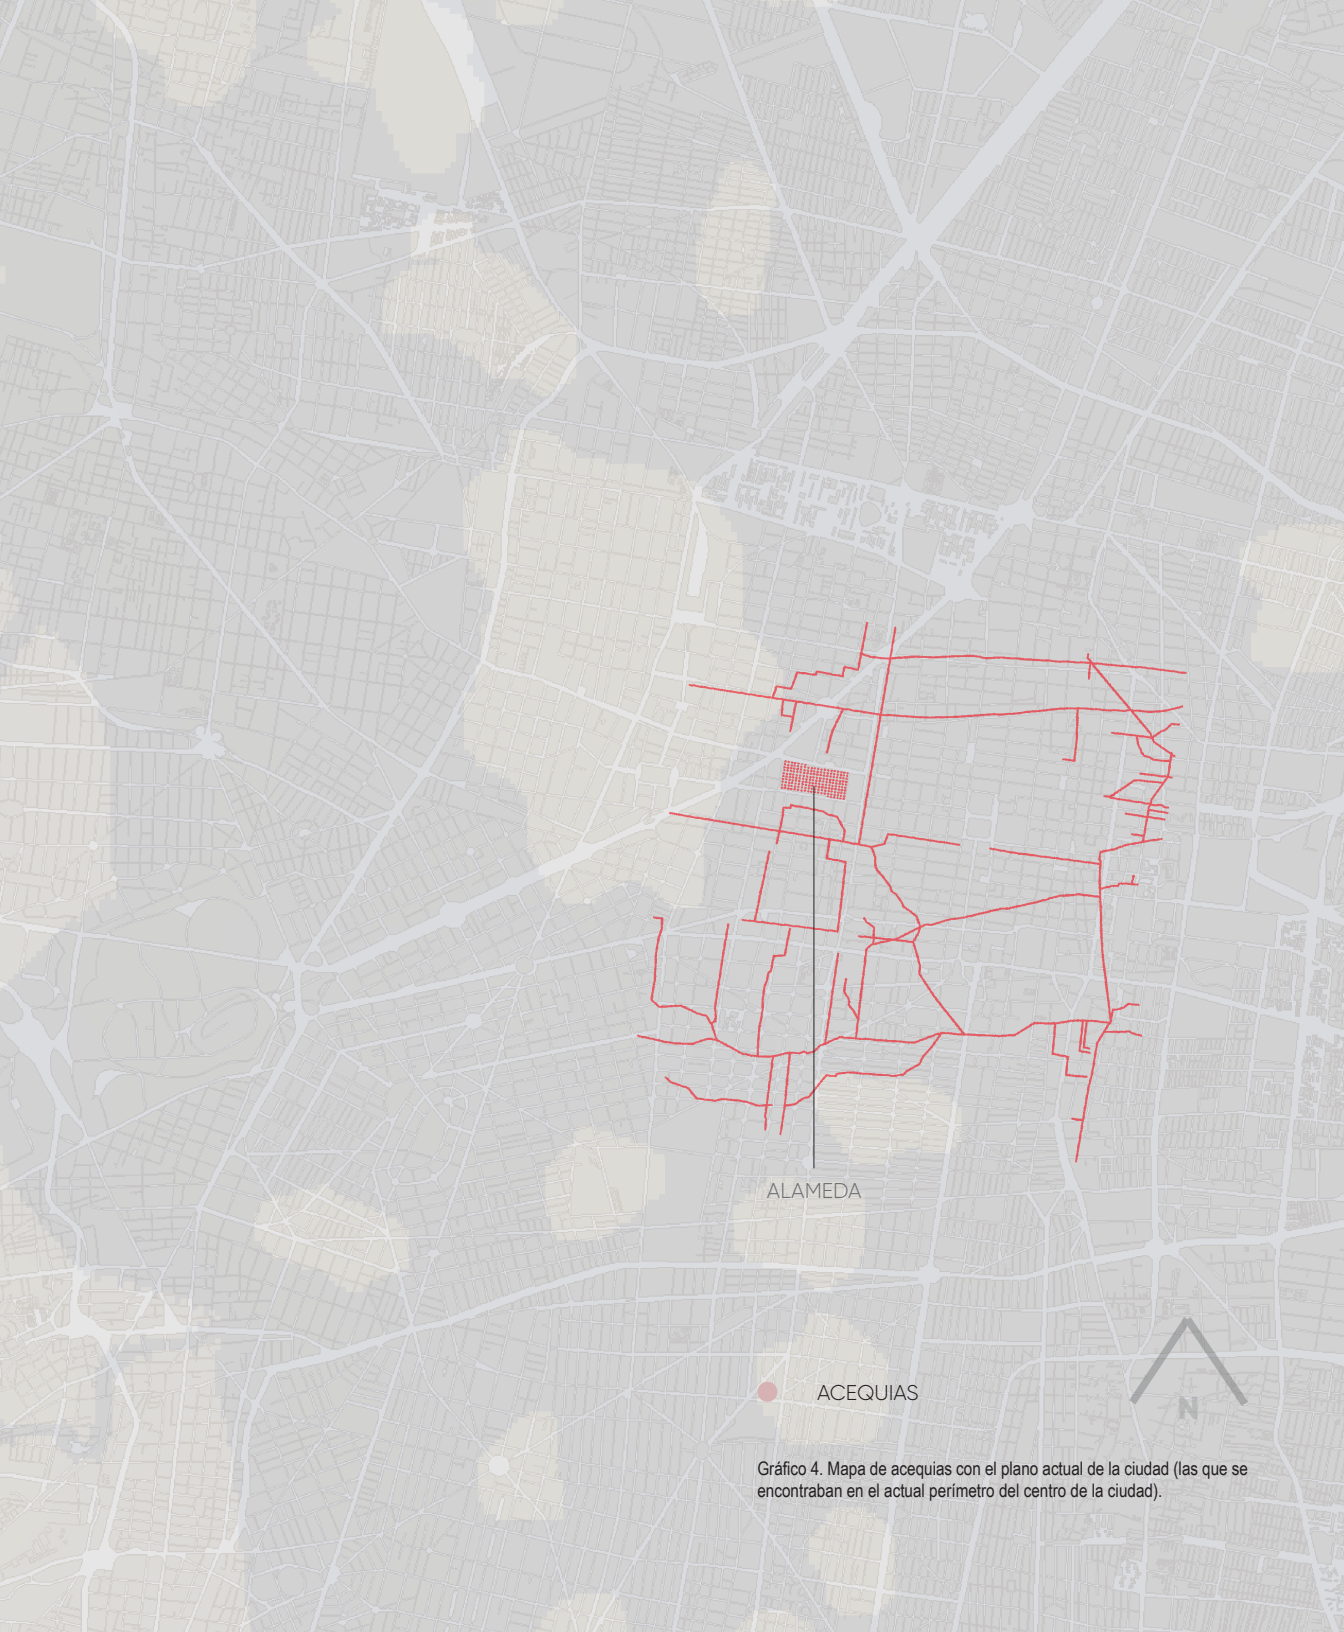 ALAMEDA
ACEQUIAS
N
Gráfico 4. Mapa de acequias con el plano actual de la ciudad (las que se
encontraban en el actual perímetro del centro de la ciudad).